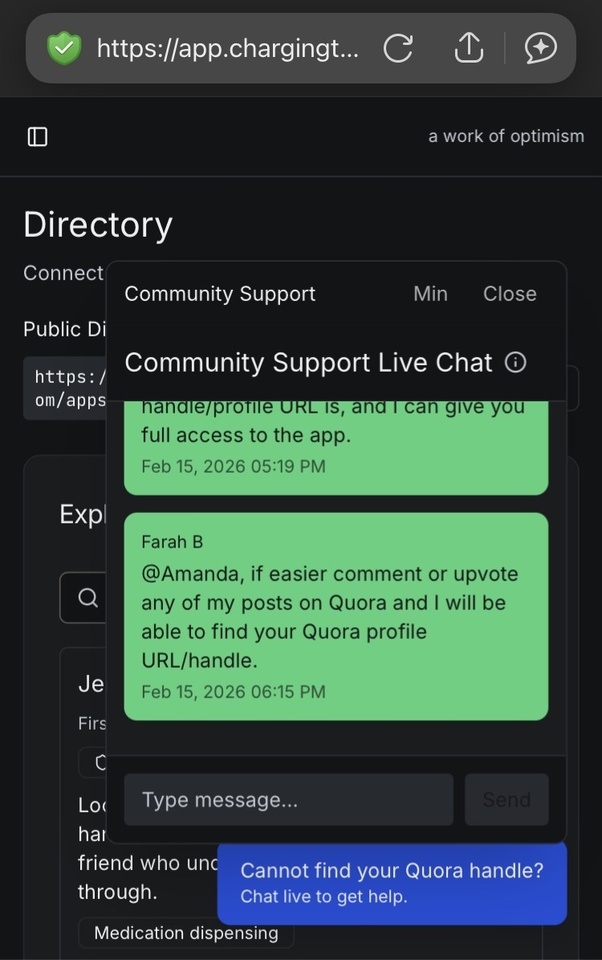 https://app.chargingt...
a work of optimism
Directory
Connect
Public Di
https:/
om/apps
Community Support
Min
Close
Community Support Live Chat
handle/profile URL is, and I can give you
full access to the app.
Feb 15, 2026 05:19 PM
Farah B
@Amanda, if easier comment or upvote
any of my posts on Quora and I will be
able to find your Quora profile
URL/handle.
Feb 15, 2026 06:15 PM
Type message...
Send
Expl
Je
Firs
Loo
har
friend who und
through.
Medication dispensing
Cannot find your Quora handle?
Chat live to get help.